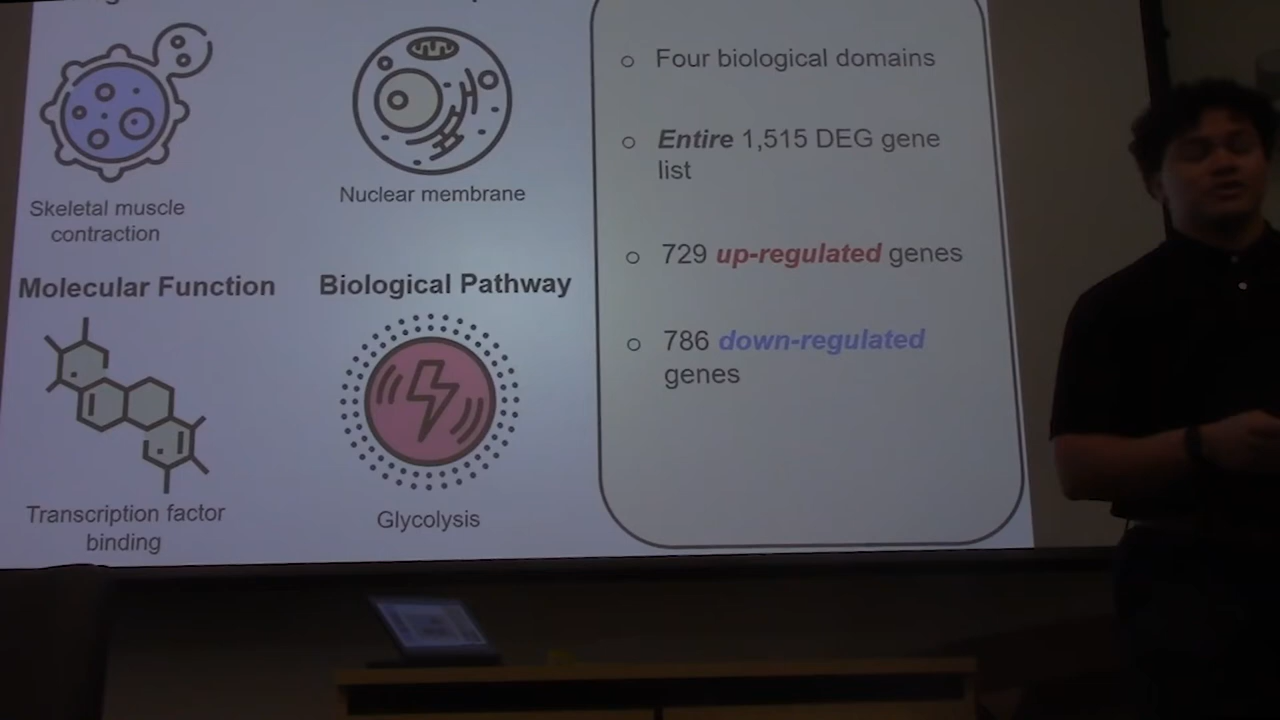 Skeletal muscle
contraction
Nuclear membrane
Molecular Function
Biological Pathway
Transcription factor
binding
Glycolysis
Four biological domains
Entire 1,515 DEG gene
list
729 up-regulated genes
786 down-regulated
genes